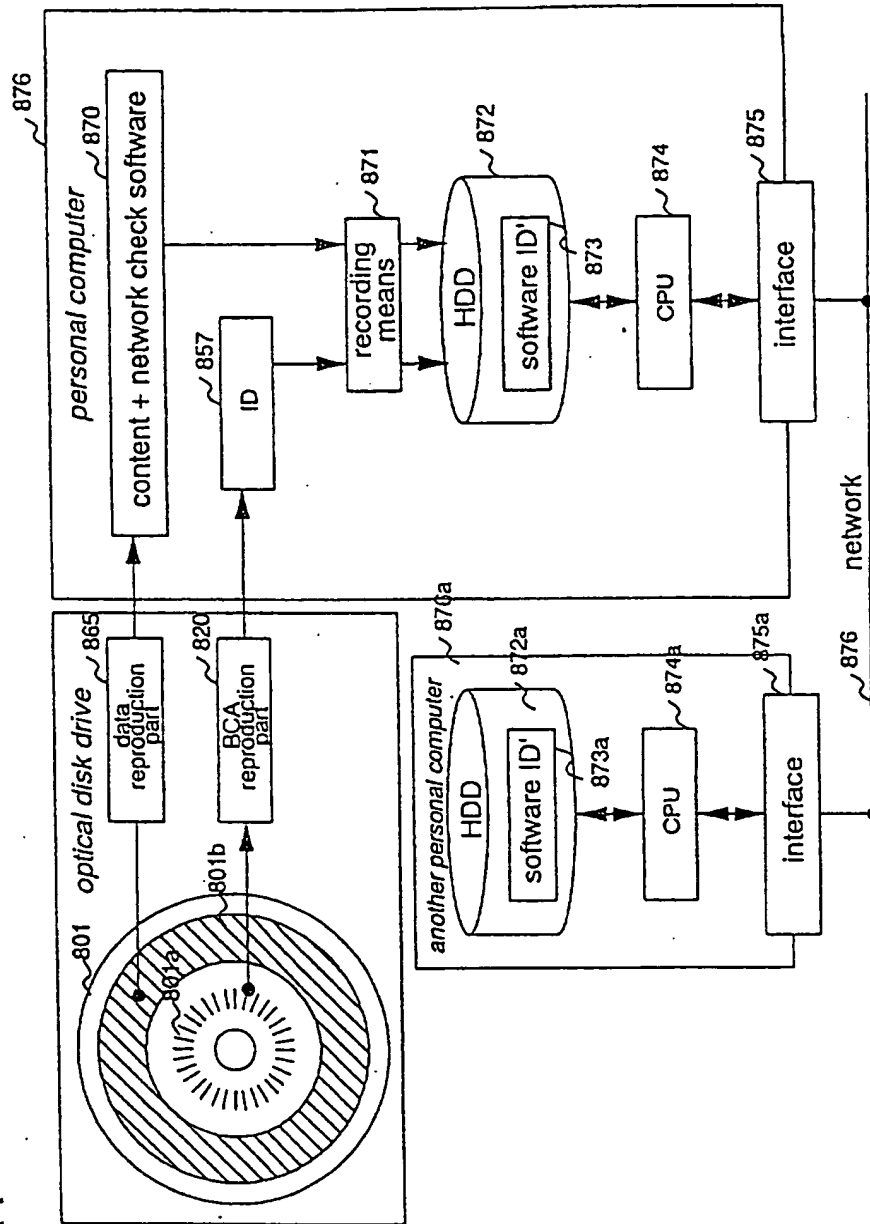 optical disk drive
801
801b
801a
865
data
reproduction
part
820
BCA
reproduction
part
personal computer
876
870
content + network check software
857
ID
871
recording
means
872
HDD
software ID'
873
874
CPU
875
interface
another personal computer
876a
872a
HDD
software ID'
873a
874a
CPU
875a
interface
876
network